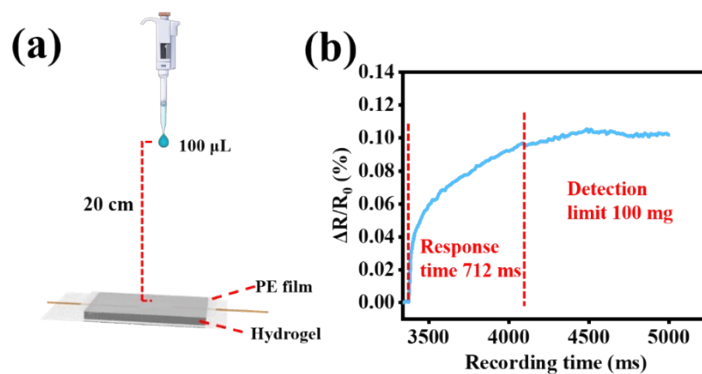 (a)
100 μL
20 cm
PE film
Hydrogel
(b)
ΔR/R0 (%)
0.14
0.12
0.10
0.08
0.06
0.04
0.02
0.00
Response
time 712 ms
Detection
limit 100 mg
3500 4000 4500 5000
Recording time (ms)